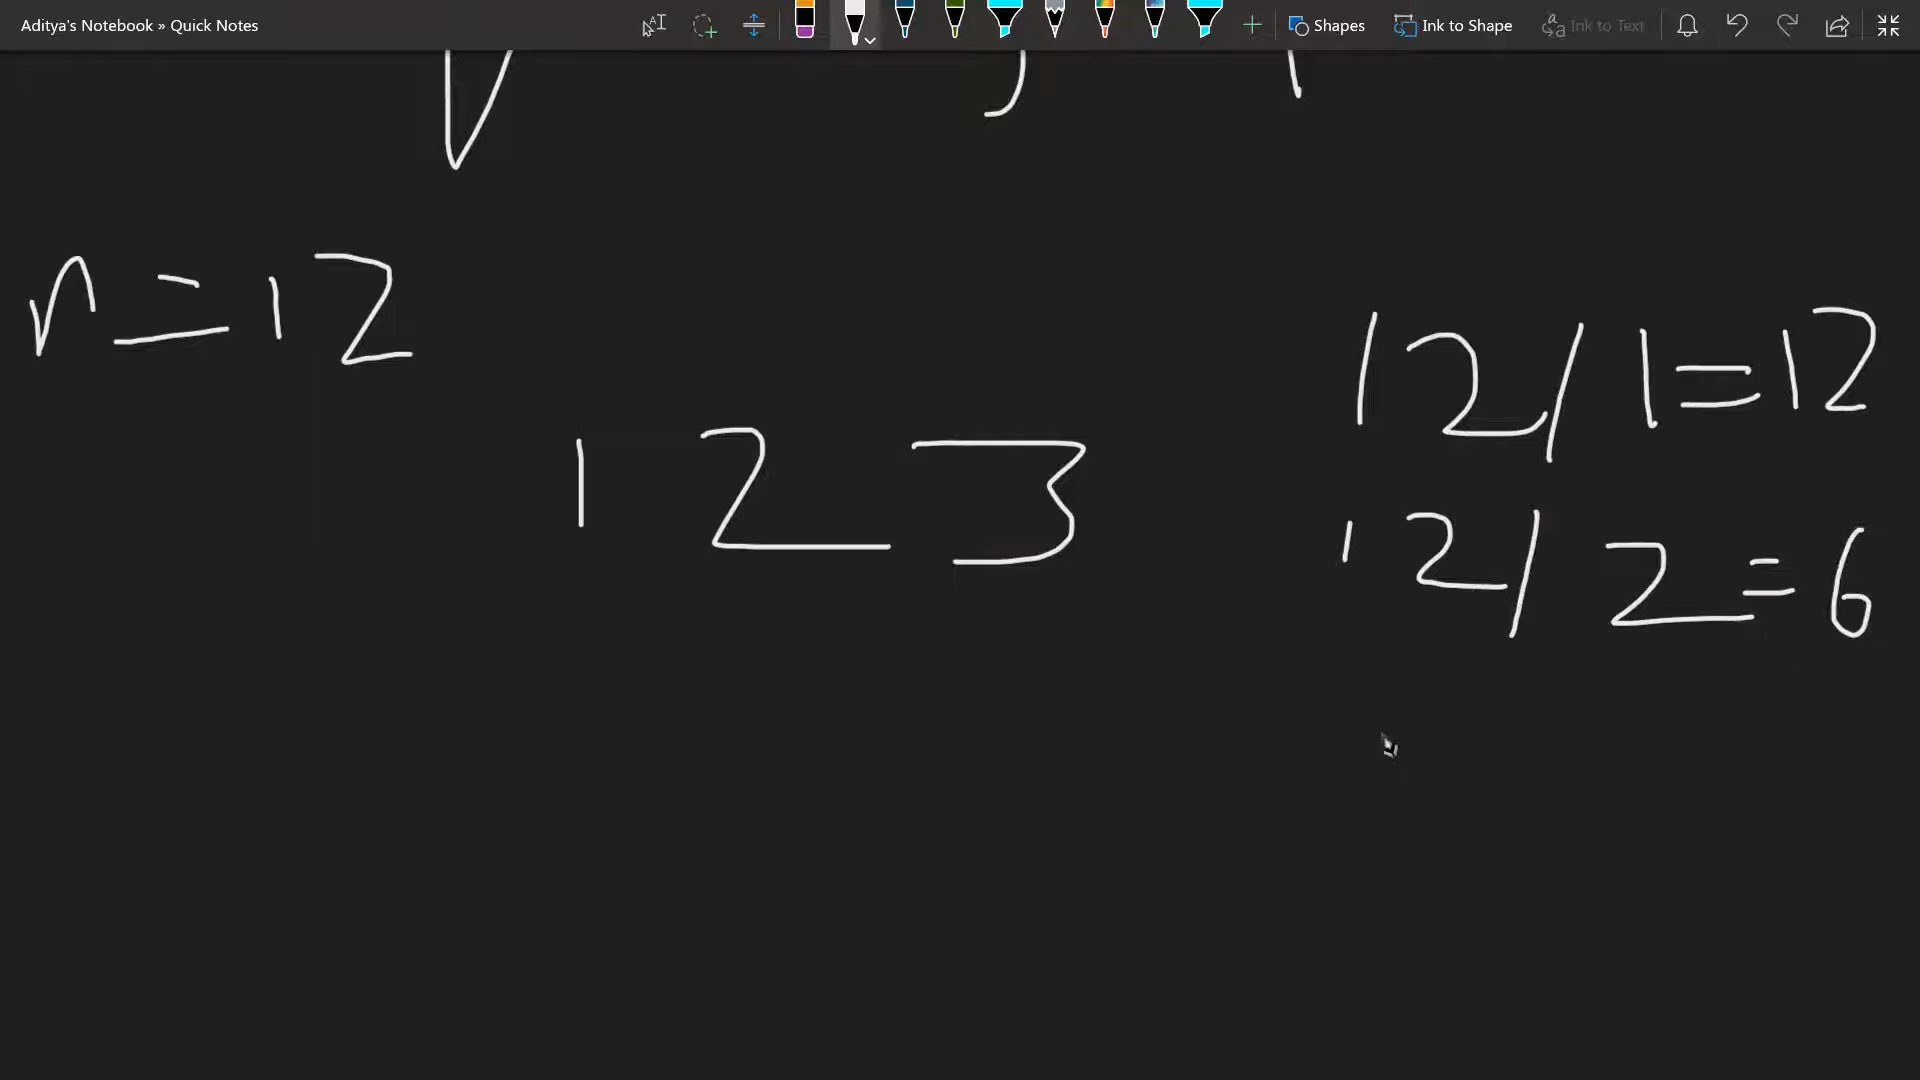 Aditya's Notebook » Quick Notes
Shapes
Ink to Shape
Ink to Text
n=12
12/1=12
1 2 3
12/2=6